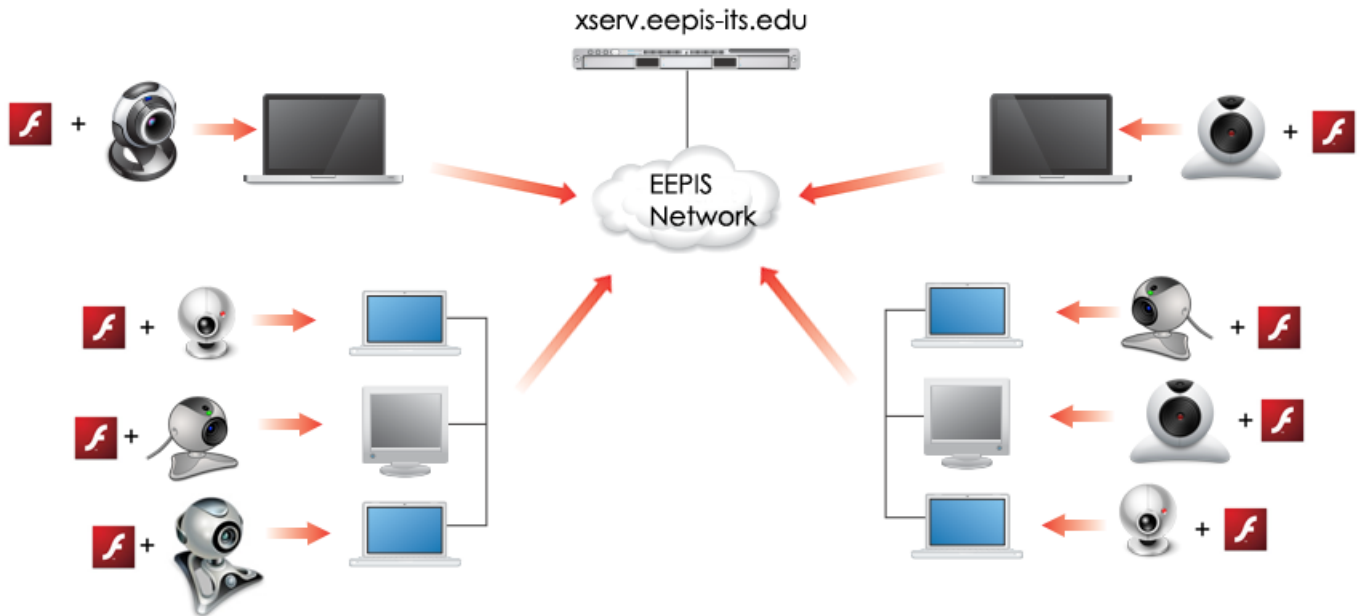 xserv.eepis-its.edu
+
+
EEPIS
Network
+
+
+
+
+
+